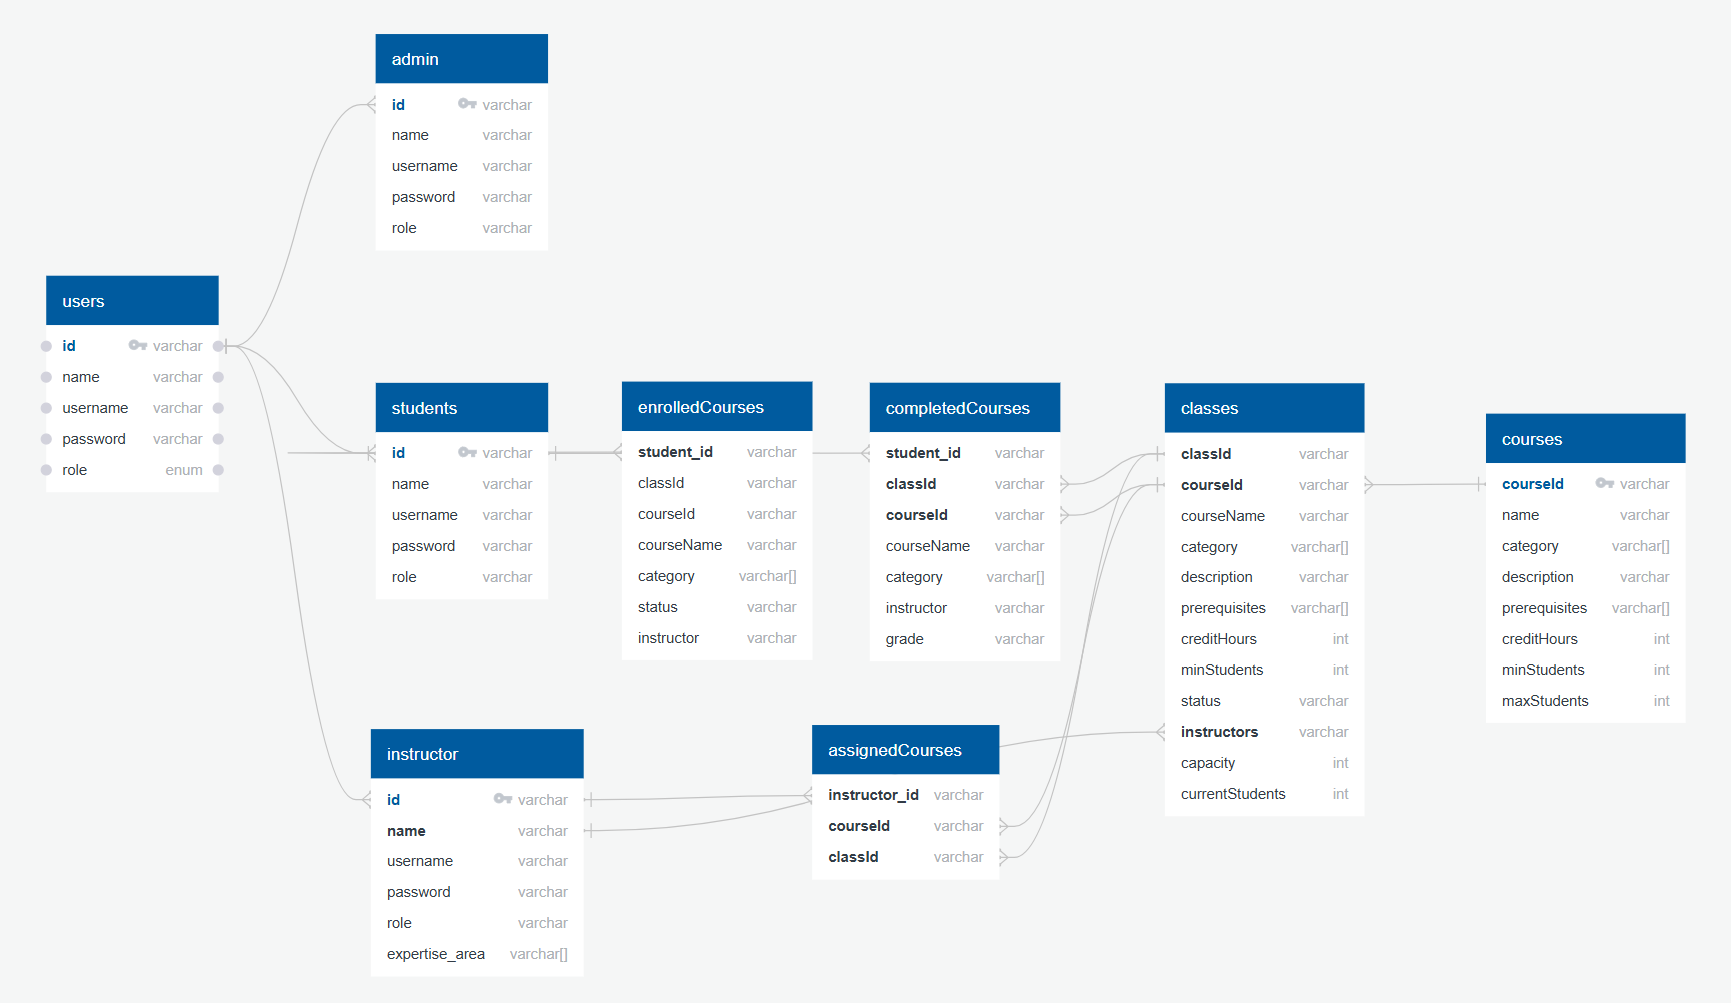 admin
id varchar
name varchar
username varchar
password varchar
role varchar
users
id varchar
name varchar
username varchar
password varchar
role enum
students
id varchar
name varchar
username varchar
password varchar
role varchar
enrolledCourses
student_id varchar
classId varchar
courseId varchar
courseName varchar
category varchar[]
status varchar
instructor varchar
completedCourses
student_id varchar
classId varchar
courseId varchar
courseName varchar
category varchar[]
instructor varchar
grade varchar
classes
classId varchar
courseId varchar
courseName varchar
category varchar[]
description varchar
prerequisites varchar[]
creditHours int
minStudents int
status varchar
instructors varchar
capacity int
currentStudents int
courses
courseId varchar
name varchar
category varchar[]
description varchar
prerequisites varchar[]
creditHours int
minStudents int
maxStudents int
instructor
id varchar
name varchar
username varchar
password varchar
role varchar
expertise_area varchar[]
assignedCourses
instructor_id varchar
courseId varchar
classId varchar